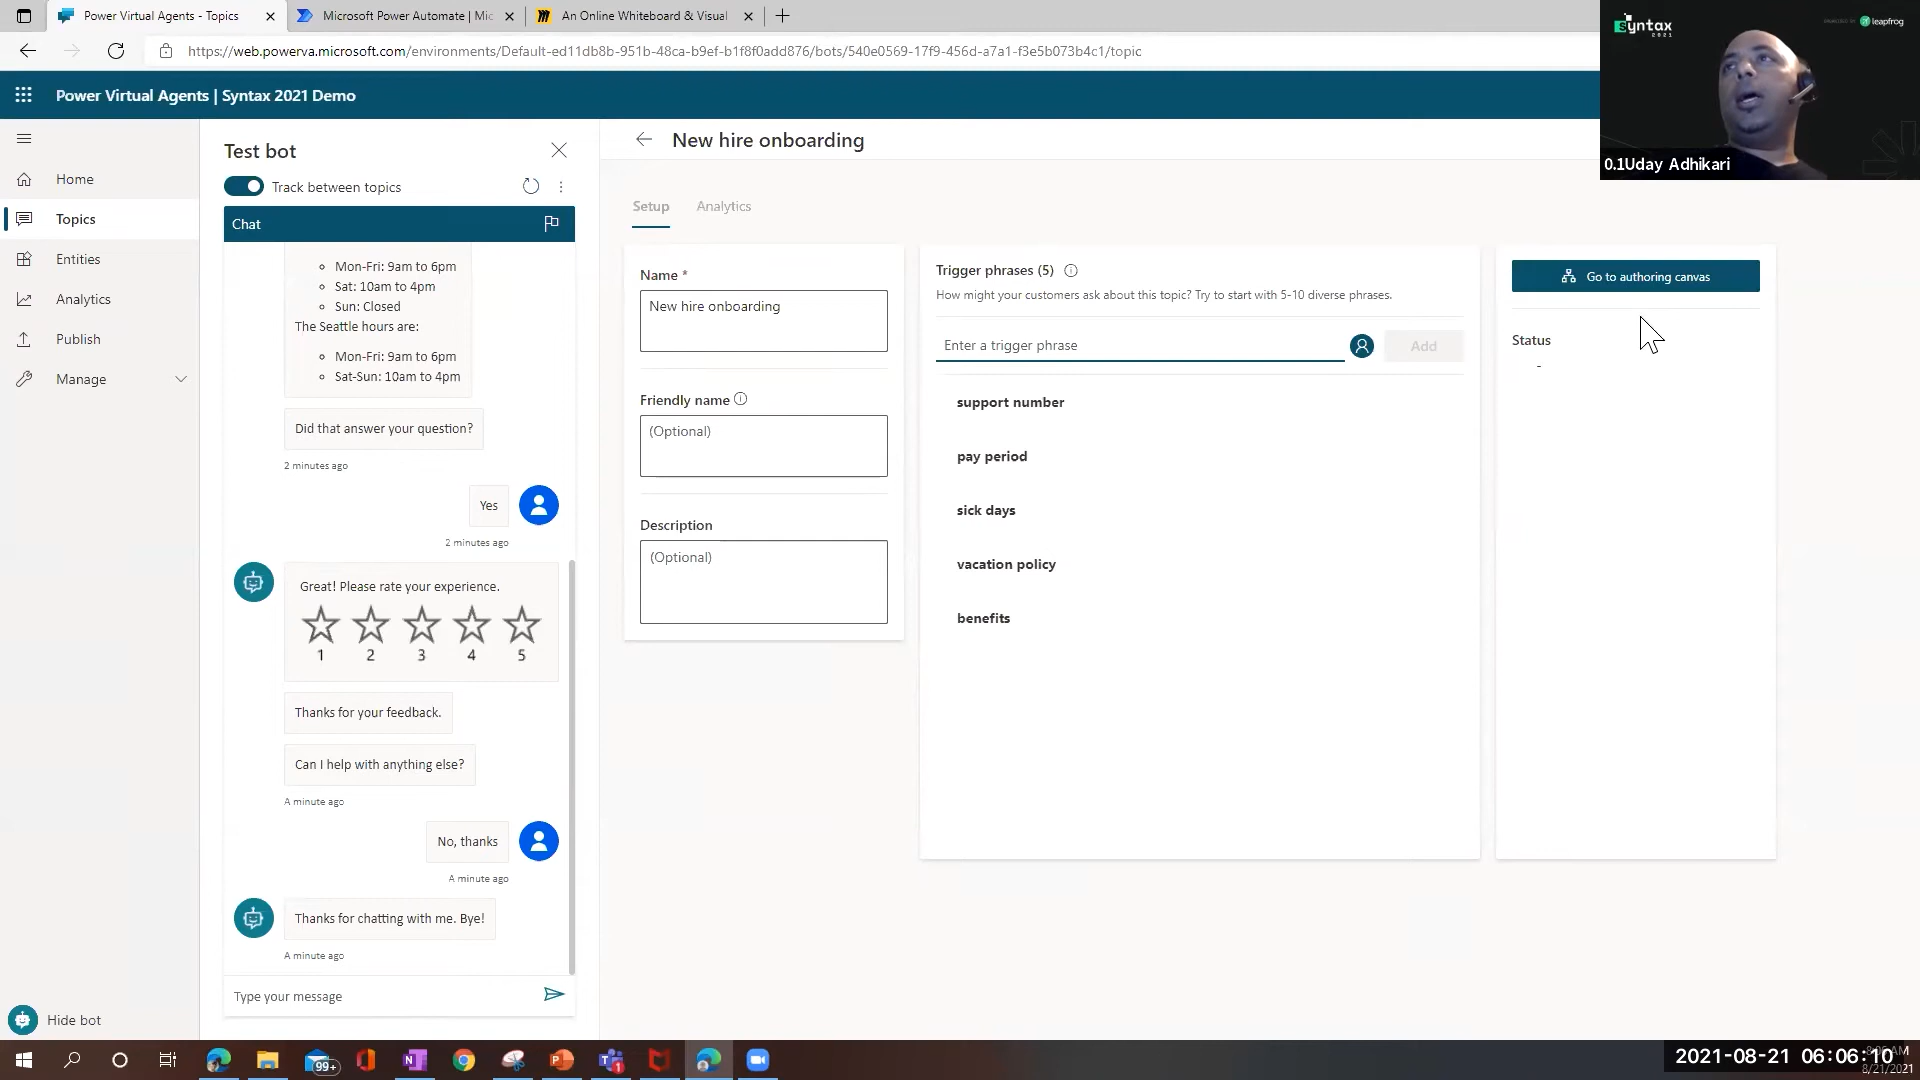 Power Virtual Agents - Topics
Microsoft Power Automate | Mic
An Online Whiteboard & Visual
https://web.powerva.microsoft.com/environments/Default-ed11db8b-951b-48ca-b9ef-b1f8f0add876/bots/540e0569-17f9-456d-a7a1-f3e5b073b4c1/topic
syntax
2021
leapfrog
0.1Uday Adhikari
Power Virtual Agents | Syntax 2021 Demo
Home
Topics
Entities
Analytics
Publish
Manage
Hide bot
Test bot
Track between topics
Chat
Mon-Fri: 9am to 6pm
Sat: 10am to 4pm
Sun: Closed
The Seattle hours are:
Mon-Fri: 9am to 6pm
Sat-Sun: 10am to 4pm
Did that answer your question?
2 minutes ago
Yes
2 minutes ago
Great! Please rate your experience.
1 2 3 4 5
Thanks for your feedback.
Can I help with anything else?
A minute ago
No, thanks
A minute ago
Thanks for chatting with me. Bye!
A minute ago
Type your message
New hire onboarding
Setup
Analytics
Name *
New hire onboarding
Friendly name
(Optional)
Description
(Optional)
Trigger phrases (5)
How might your customers ask about this topic? Try to start with 5-10 diverse phrases.
Enter a trigger phrase
Add
support number
pay period
sick days
vacation policy
benefits
Go to authoring canvas
Status
-
99+
1
2021-08-21 06:06:10
8/21/2021